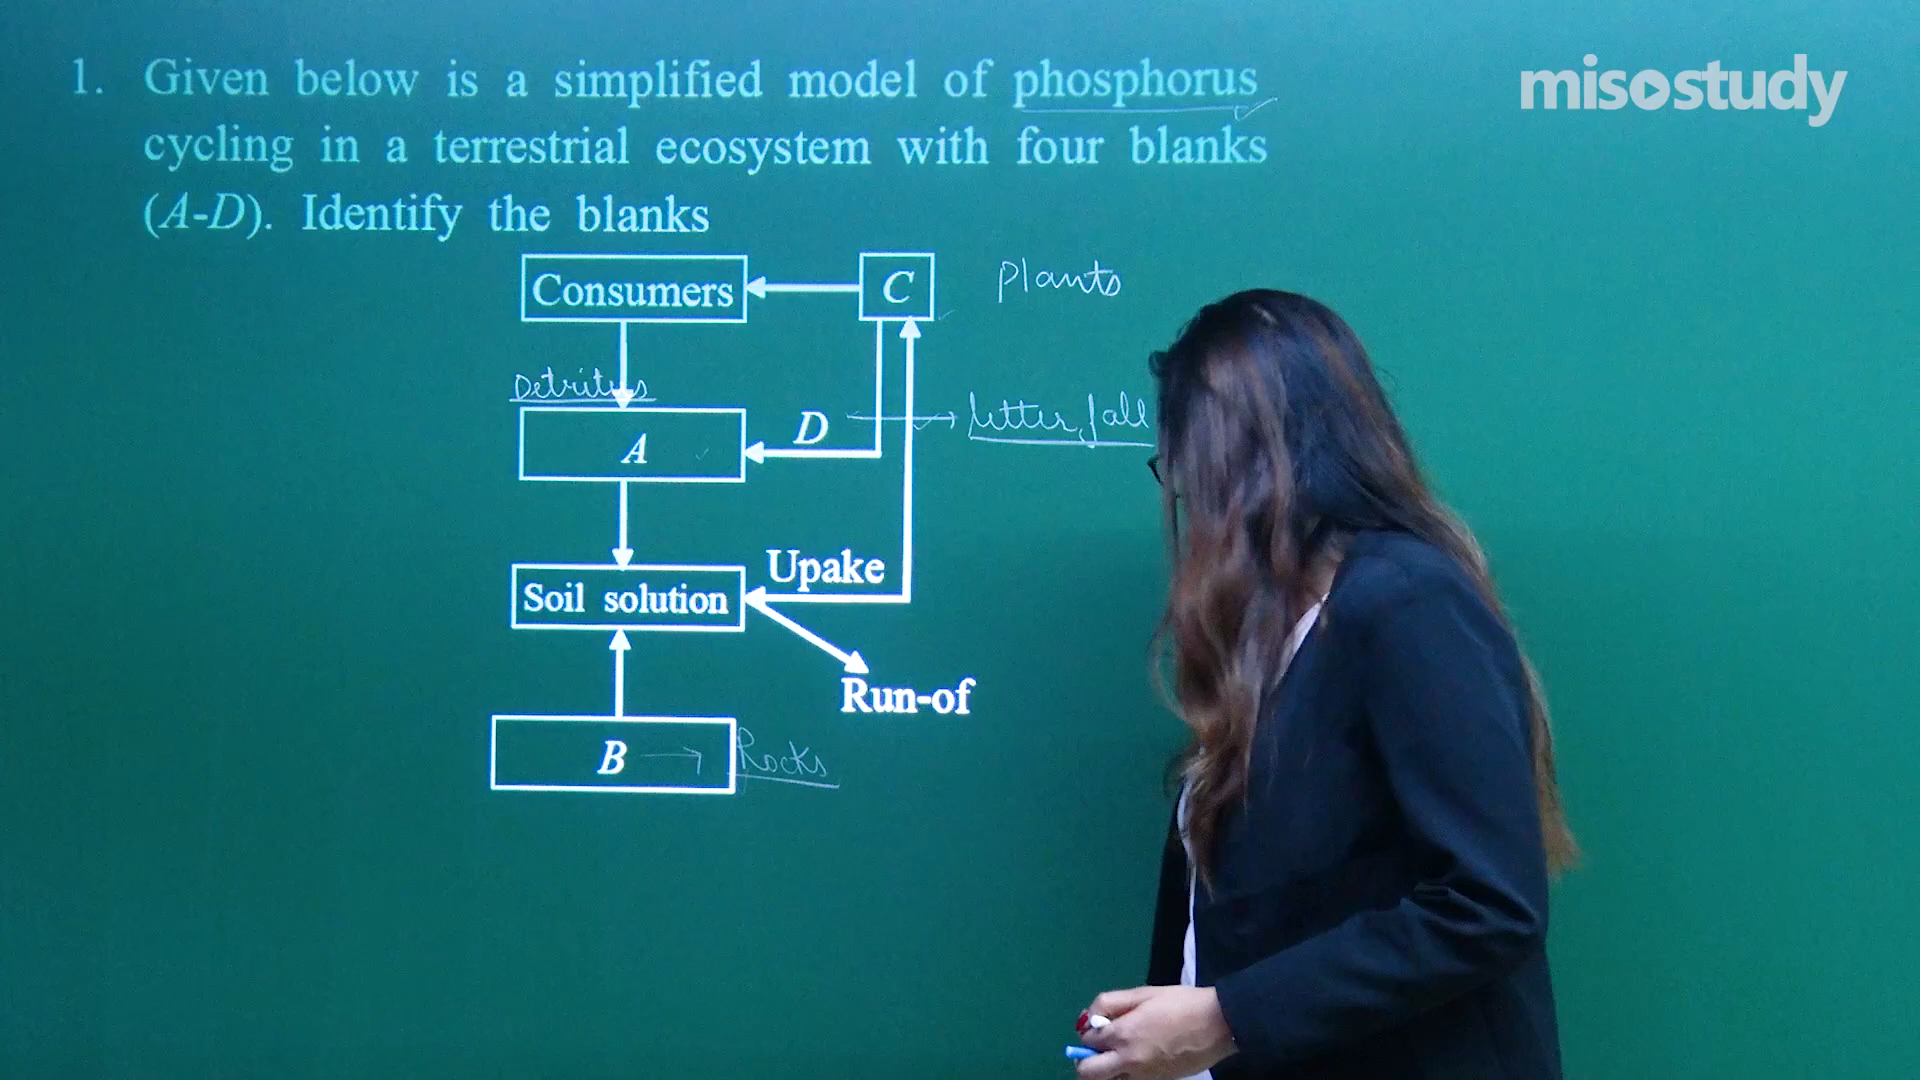 misostudy
1. Given below is a simplified model of phosphorus
cycling in a terrestrial ecosystem with four blanks
(A-D). Identify the blanks
Consumers
C
Plants
Detritus
A
D
litter fall
Soil solution
Upake
Run-of
B
Rocks